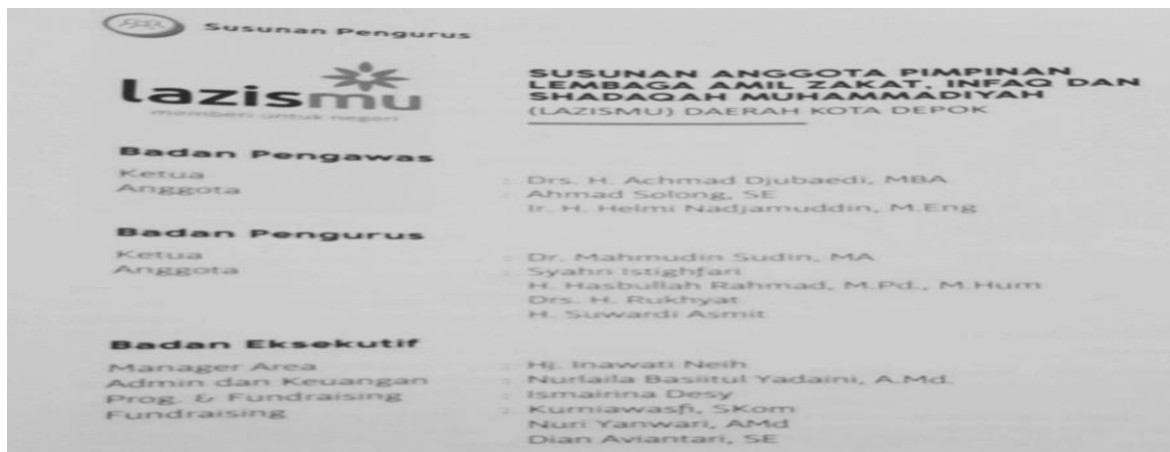 Susunan Pengurus
lazismu
memberi untuk negeri
SUSUNAN ANGGOTA PIMPINAN
LEMBAGA AMIL ZAKAT, INFAQ DAN
SHADAQAH MUHAMMADIYAH
(LAZISMU) DAERAH KOTA DEPOK
Badan Pengawas
Ketua : Drs. H. Achmad Djubaedi, MBA
Anggota : Ahmad Solong, SE
Ir. H. Helmi Nadjamuddin, M.Eng
Badan Pengurus
Ketua : Dr. Mahmudin Sudin, MA
Anggota : Syahri Istighfari
H. Hasbullah Rahmad, M.Pd., M.Hum
Drs. H. Rukhyat
H. Suwardi Asmit
Badan Eksekutif
Manager Area : Hj. Inawati Neih
Admin dan Keuangan : Nurlaila Basiitul Yadaini, A.Md.
Prog. & Fundraising : Ismairina Desy
Fundraising : Kurniawasfi, SKom
Nuri Yanwari, AMd
Dian Aviantari, SE